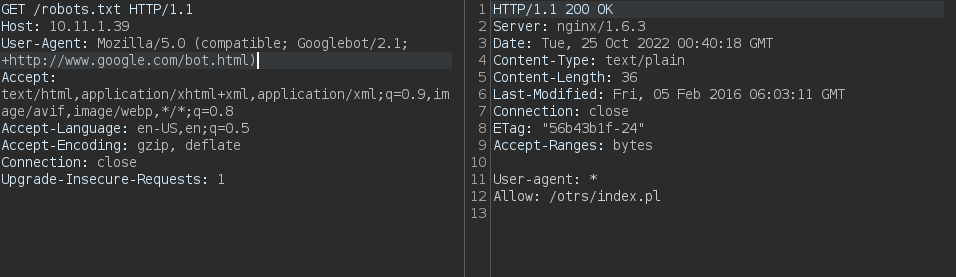 GET /robots.txt HTTP/1.1
Host: 10.11.1.39
User-Agent: Mozilla/5.0 (compatible; Googlebot/2.1;
+http://www.google.com/bot.html)
Accept:
text/html,application/xhtml+xml,application/xml;q=0.9,im
age/avif,image/webp,*/*;q=0.8
Accept-Language: en-US,en;q=0.5
Accept-Encoding: gzip, deflate
Connection: close
Upgrade-Insecure-Requests: 1
1 HTTP/1.1 200 OK
2 Server: nginx/1.6.3
3 Date: Tue, 25 Oct 2022 00:40:18 GMT
4 Content-Type: text/plain
5 Content-Length: 36
6 Last-Modified: Fri, 05 Feb 2016 06:03:11 GMT
7 Connection: close
8 ETag: "56b43b1f-24"
9 Accept-Ranges: bytes
10
11 User-agent: *
12 Allow: /otrs/index.pl
13